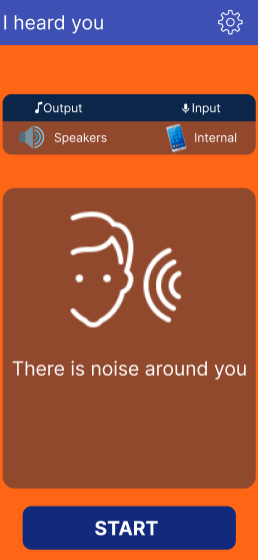 I heard you
Output Input
Speakers Internal
There is noise around you
START